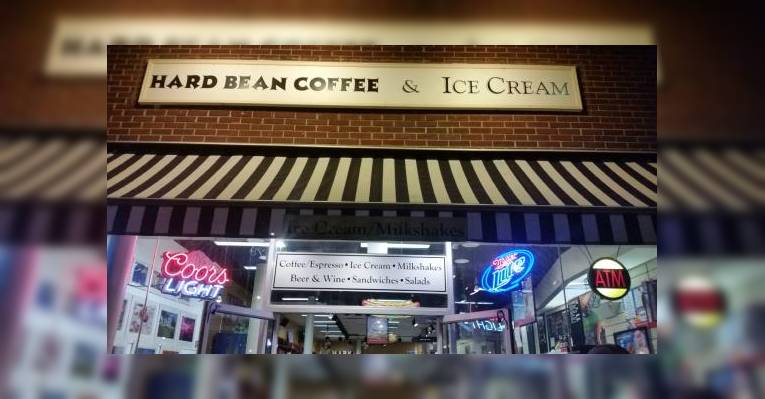 HARD BEAN COFFEE & ICE CREAM
Ice Cream/Milkshakes
Coffee/Espresso • Ice Cream • Milkshakes
Beer & Wine • Sandwiches • Salads
Coors
LIGHT
Miller
Lite
ATM
LIGHT